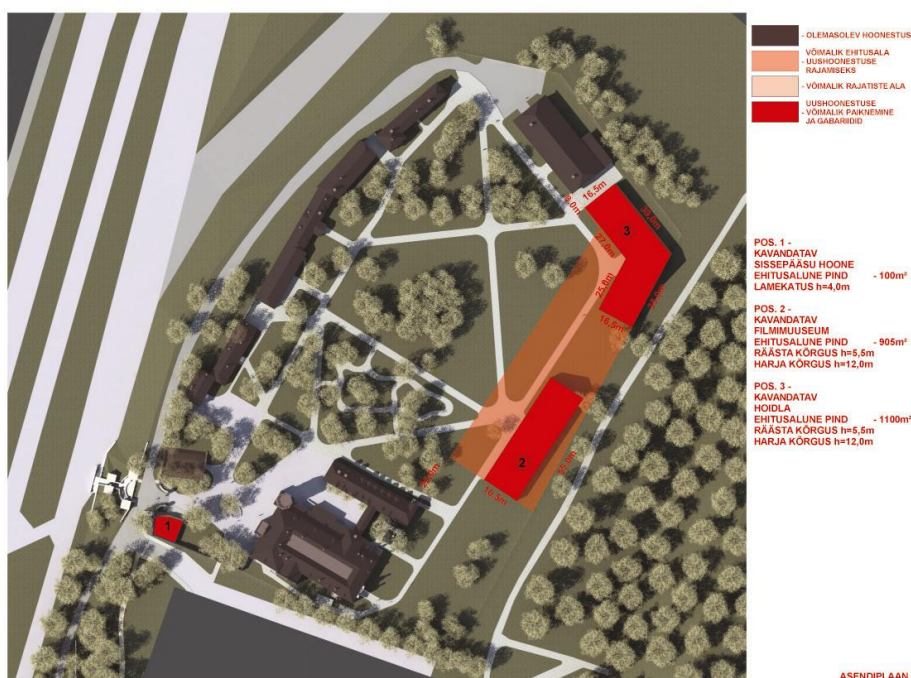 - OLEMASOLEV HOONESTUS
VÕIMALIK EHITUSALA
- UUSHOONESTUSE
RAJAMISEKS
- VÕIMALIK RAJATISTE ALA
UUSHOONESTUSE
- VÕIMALIK PAIKNEMINE
JA GABARIIDID
16,5m
3
27,0m
25,8m
16,5m
POS. 1 -
KAVANDATAV
SISSEPÄÄSU HOONE
EHITUSALUNE PIND - 100m²
LAMEKATUS h=4,0m
POS. 2 -
KAVANDATAV
FILMIMUUSEUM
EHITUSALUNE PIND - 905m²
RÄÄSTA KÕRGUS h=5,5m
HARJA KÕRGUS h=12,0m
POS. 3 -
KAVANDATAV
HOIDLA
EHITUSALUNE PIND - 1100m²
RÄÄSTA KÕRGUS h=5,5m
HARJA KÕRGUS h=12,0m
2
16,5m
1
ASENDIPLAAN